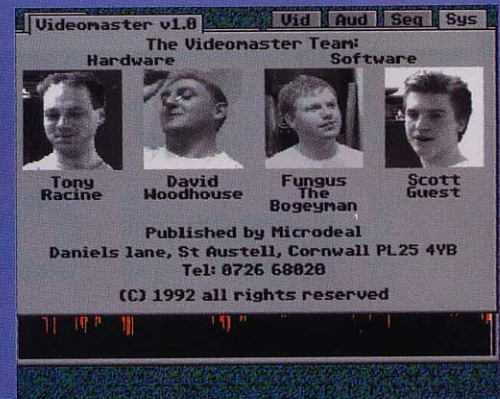 Videomaster v1.0 Vid Aud Seq Sys
The Videomaster Team:
Hardware Software
Tony Racine
David Woodhouse
Fungus The Bogeyman
Scott Guest
Published by Microdeal
Daniels lane, St Austell, Cornwall PL25 4YB
Tel: 0726 68020
(C) 1992 all rights reserved